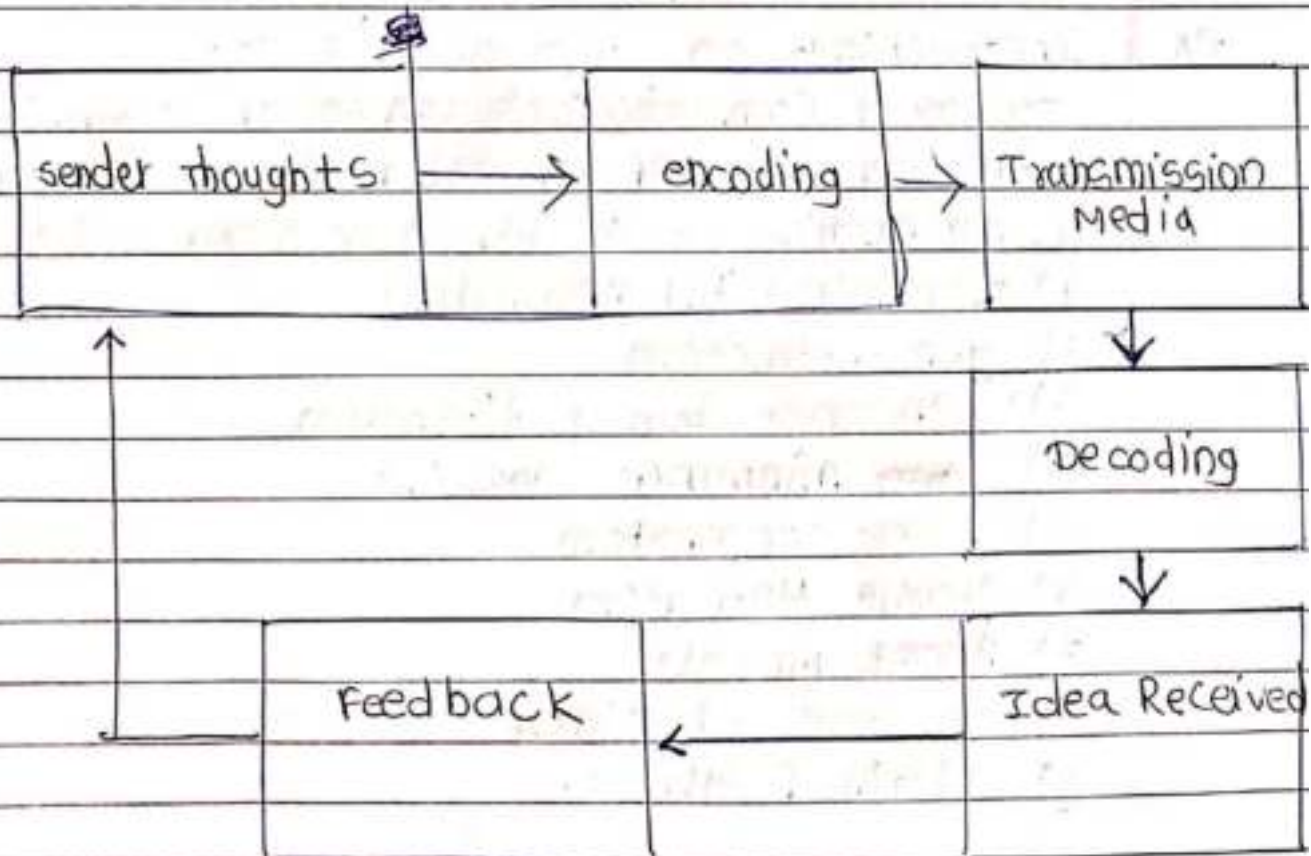 sender thoughts
encoding
Transmission
Media
Decoding
Idea Received
Feedback